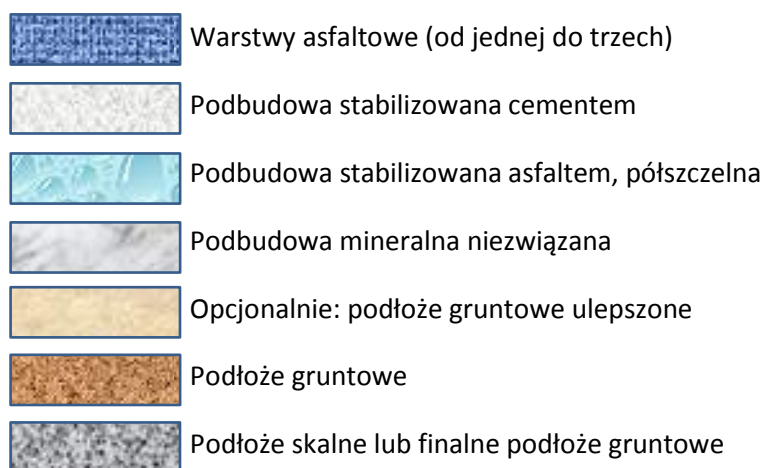 Warstwy asfaltowe (od jednej do trzech)
Podbudowa stabilizowana cementem
Podbudowa stabilizowana asfaltem, półszczelna
Podbudowa mineralna niezwiązana
Opcjonalnie: podłoże gruntowe ulepszone
Podłoże gruntowe
Podłoże skalne lub finalne podłoże gruntowe